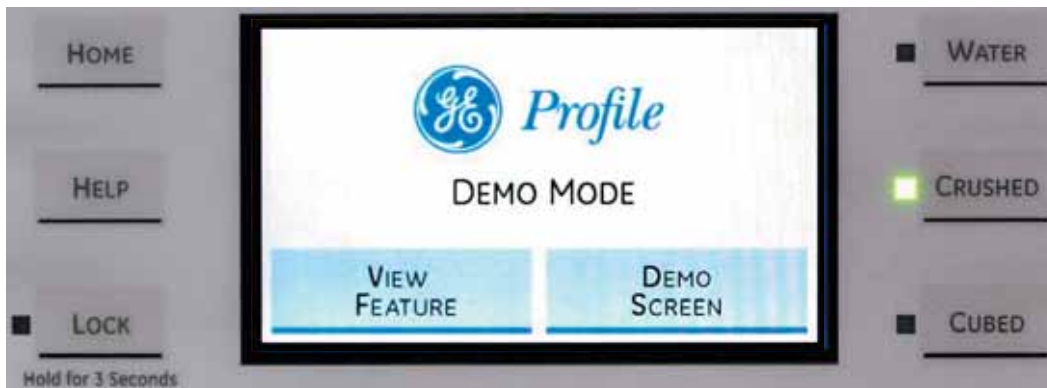 HOME
HELP
LOCK
Hold for 3 Seconds
GE Profile
DEMO MODE
VIEW
FEATURE
DEMO
SCREEN
WATER
CRUSHED
CUBED